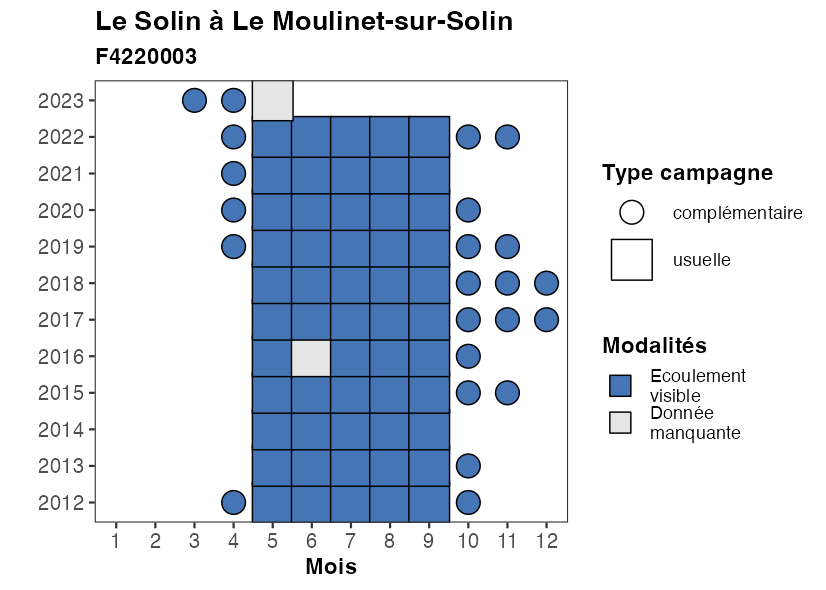 Le Solin à Le Moulinet-sur-Solin
F4220003
2023
2022
2021
2020
2019
2018
2017
2016
2015
2014
2013
2012
1 2 3 4 5 6 7 8 9 10 11 12
Mois
Type campagne
complémentaire
usuelle
Modalités
Ecoulement
visible
Donnée
manquante